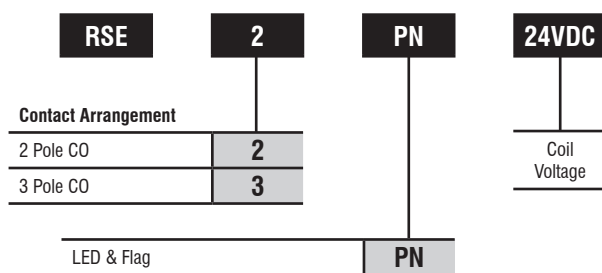 RSE 2 PN 24VDC
Contact Arrangement
2 Pole CO 2
3 Pole CO 3
Coil
Voltage
LED & Flag PN